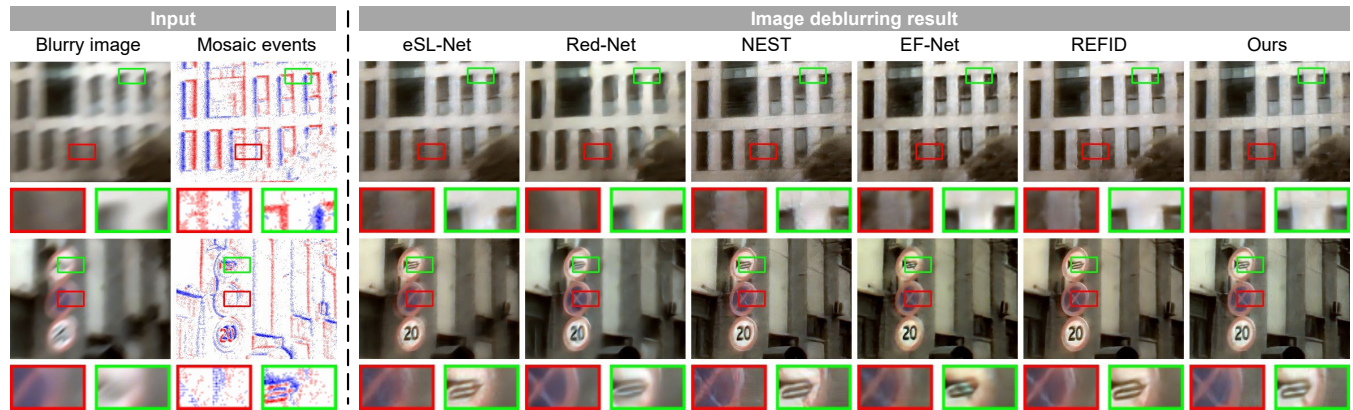 Input
Image deblurring result
Blurry image Mosaic events eSL-Net Red-Net NEST EF-Net REFID Ours
20
20 20 20 20 20 20 20